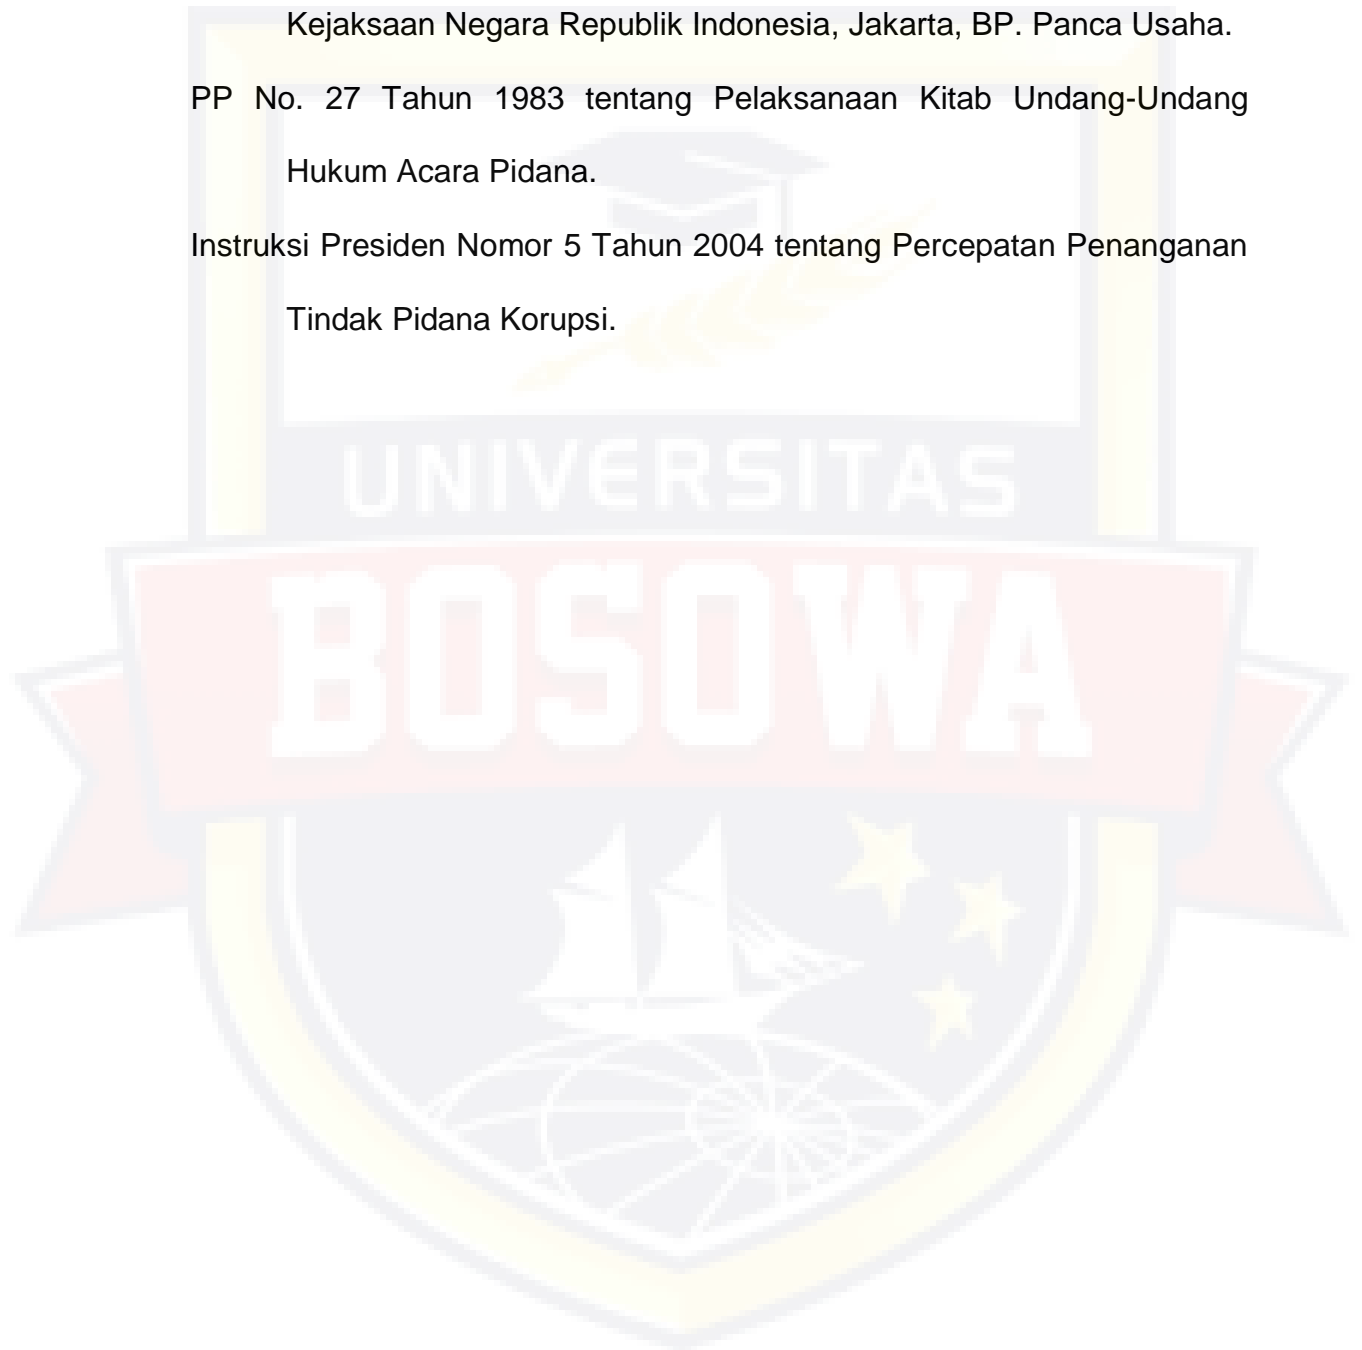 Kejaksaan Negara Republik Indonesia, Jakarta, BP. Panca Usaha.
PP No. 27 Tahun 1983 tentang Pelaksanaan Kitab Undang-Undang
Hukum Acara Pidana.
Instruksi Presiden Nomor 5 Tahun 2004 tentang Percepatan Penanganan
Tindak Pidana Korupsi.
UNIVERSITAS
BOSOWA